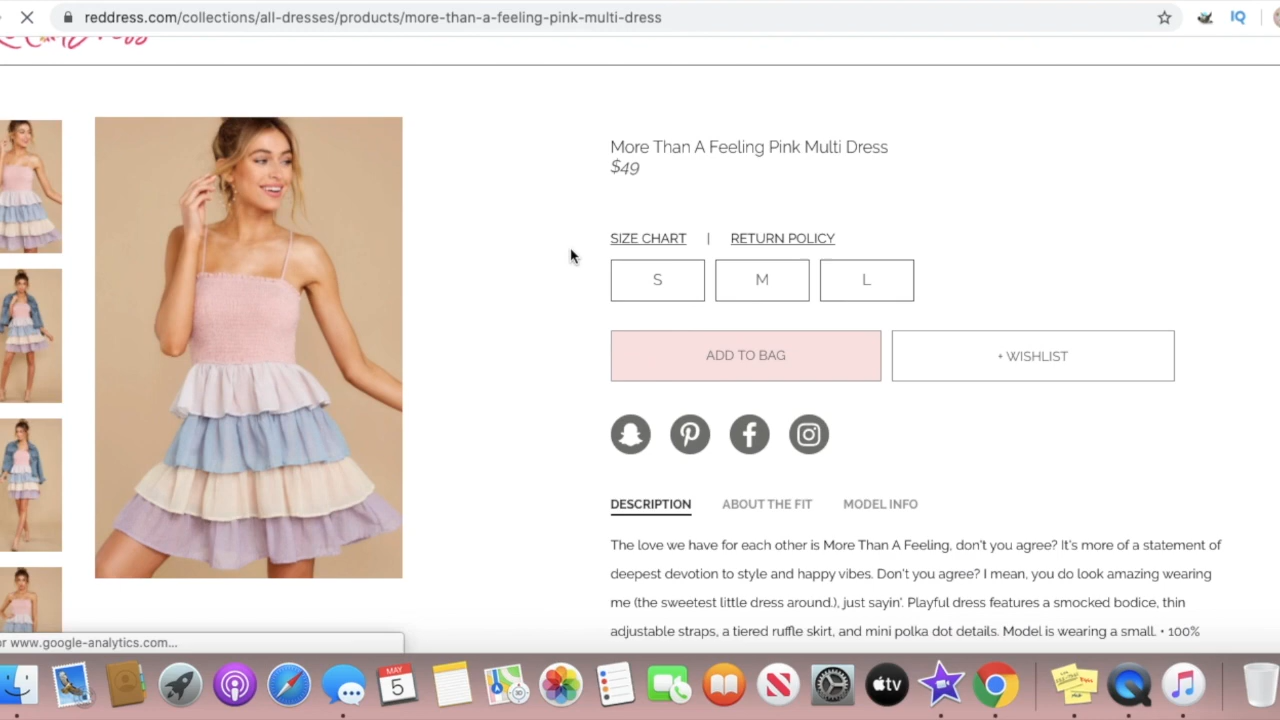 reddress.com/collections/all-dresses/products/more-than-a-feeling-pink-multi-dress
IQ
More Than A Feeling Pink Multi Dress
$49
SIZE CHART | RETURN POLICY
S M L
ADD TO BAG + WISHLIST
DESCRIPTION ABOUT THE FIT MODEL INFO
The love we have for each other is More Than A Feeling, don't you agree? It's more of a statement of
deepest devotion to style and happy vibes. Don't you agree? I mean, you do look amazing wearing
me (the sweetest little dress around.), just sayin'. Playful dress features a smocked bodice, thin
adjustable straps, a tiered ruffle skirt, and mini polka dot details. Model is wearing a small. • 100%
or www.google-analytics.com...
MAY
5
tv